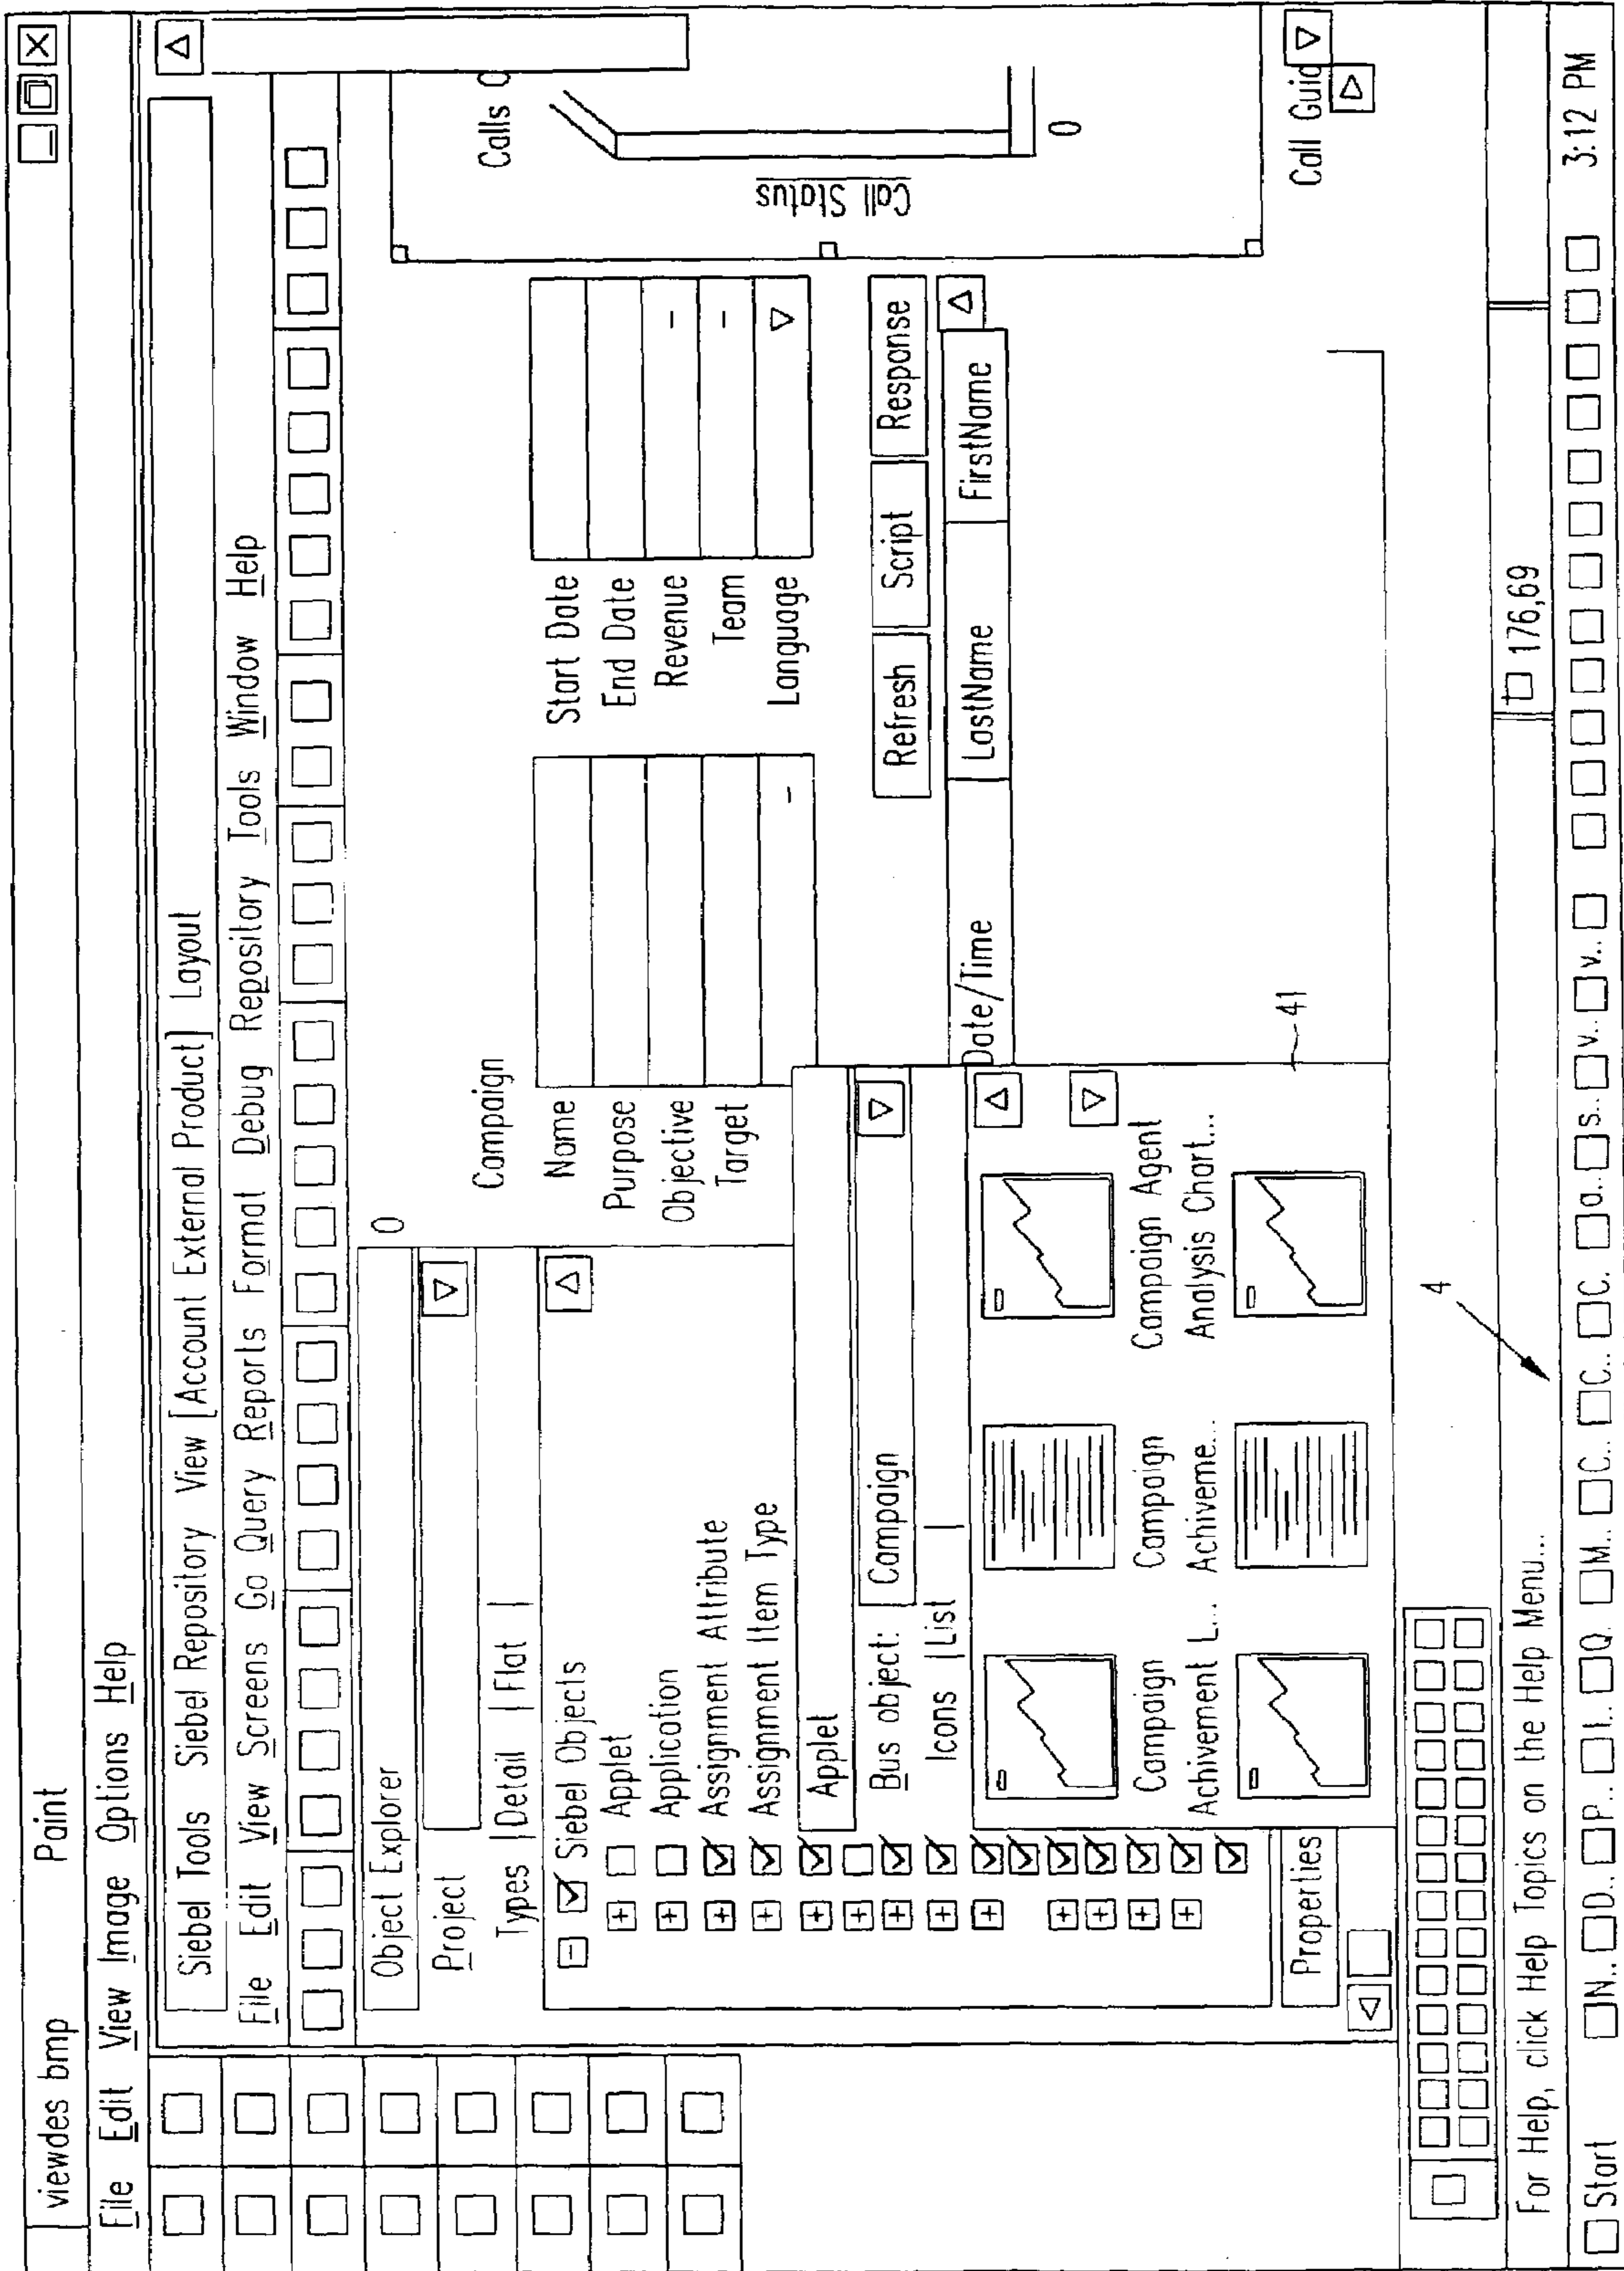 viewdes bmp Paint
File Edit View Image Options Help
Siebel Tools Siebel Repository Siebel Repository View [Account External Product] Layout
File Edit View Screens Go Query Reports Format Debug Repository Tools Window Help
Object Explorer
0
Project
Types | Detail | Flat |
Siebel Objects
Applet
Application
Assignment Attribute
Assignment Item Type
Campaign
Name
Purpose
Objective
Target
Start Date
End Date
Revenue
Team
Language
Calls O
Call Status
0
Applet
Bus object: Campaign
Icons | List |
Refresh Script Response
Date/Time LastName FirstName
Campaign
Achivement L...
Campaign
Achiveme...
Campaign Agent
Analysis Chart...
41
Call Guid
Properties
4
For Help, click Help Topics on the Help Menu...
176,69
Start N.. D.. P.. I.. Q. M.. C.. C.. C. a.. s.. v.. v.. 3:12 PM